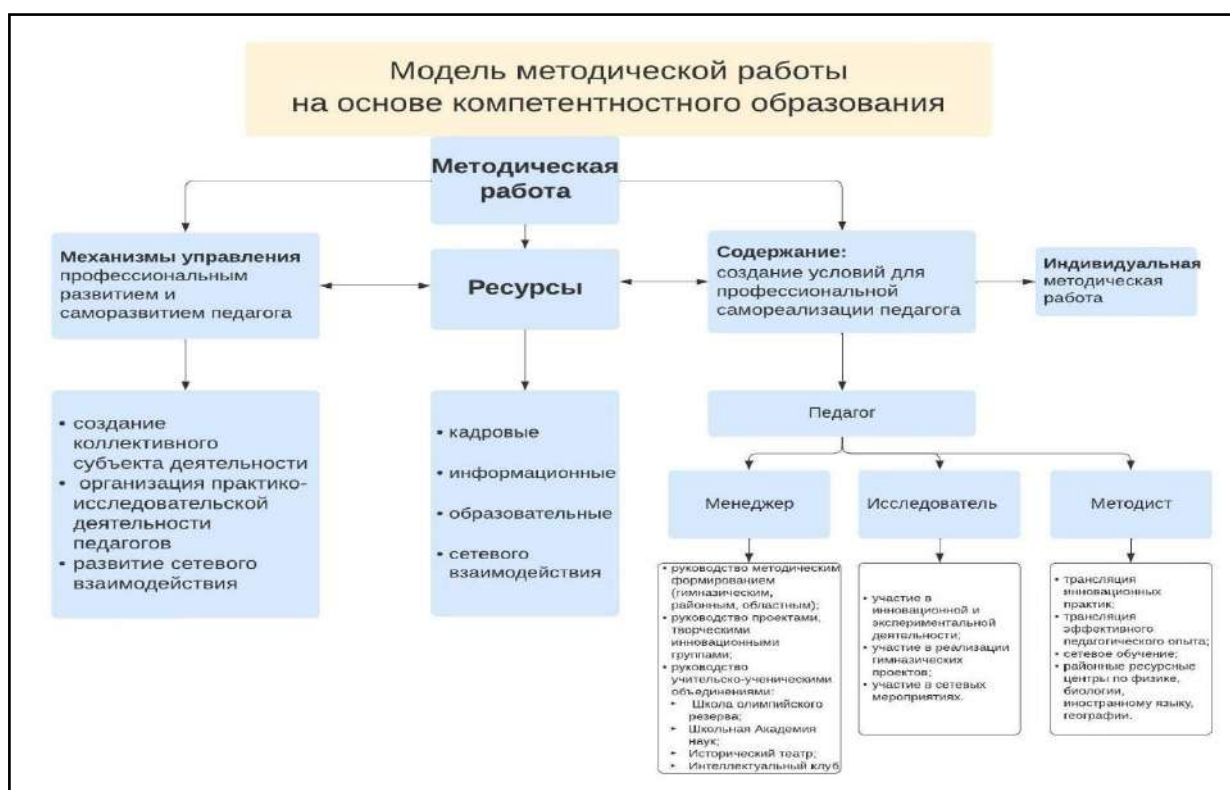 Модель методической работы
на основе компетентностного образования
Методическая
работа
Механизмы управления
профессиональным
развитием и
саморазвитием педагога
Ресурсы
Содержание:
создание условий для
профессиональной
самореализации педагога
Индивидуальная
методическая
работа
• создание
коллективного
субъекта деятельности
• организация практико-
исследовательской
деятельности
педагогов
• развитие сетевого
взаимодействия
• кадровые
• информационные
• образовательные
• сетевого
взаимодействия
Педагог
Менеджер
Исследователь
Методист
• руководство методическим
формированием
(гимназическим,
районным, областным);
• руководство проектами,
творческими
инновационными
группами;
• руководство
учительско-ученическими
объединениями:
► Школа олимпийского
резерва;
► Школьная Академия
наук;
► Исторический театр;
► Интеллектуальный клуб
• участие в
инновационной и
экспериментальной
деятельности;
• участие в реализации
гимназических
проектов;
• участие в сетевых
мероприятиях.
• трансляция
инновационных
практик;
• трансляция
эффективного
педагогического опыта;
• сетевое обучение;
• районные ресурсные
центры по физике,
биологии,
иностранному языку,
географии.